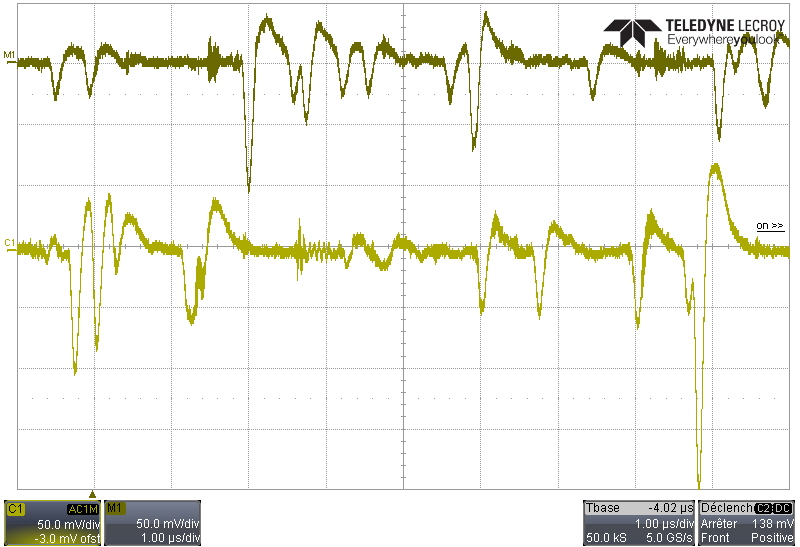 TELEDYNE LECROY
Everywhereyoulook
M1
C1
on >>
C1 AC1M
50.0 mV/div
-3.0 mV ofst
M1
50.0 mV/div
1.00 µs/div
Tbase -4.02 µs
1.00 µs/div
50.0 kS 5.0 GS/s
Déclench C2 DC
Arrêter 138 mV
Front Positive